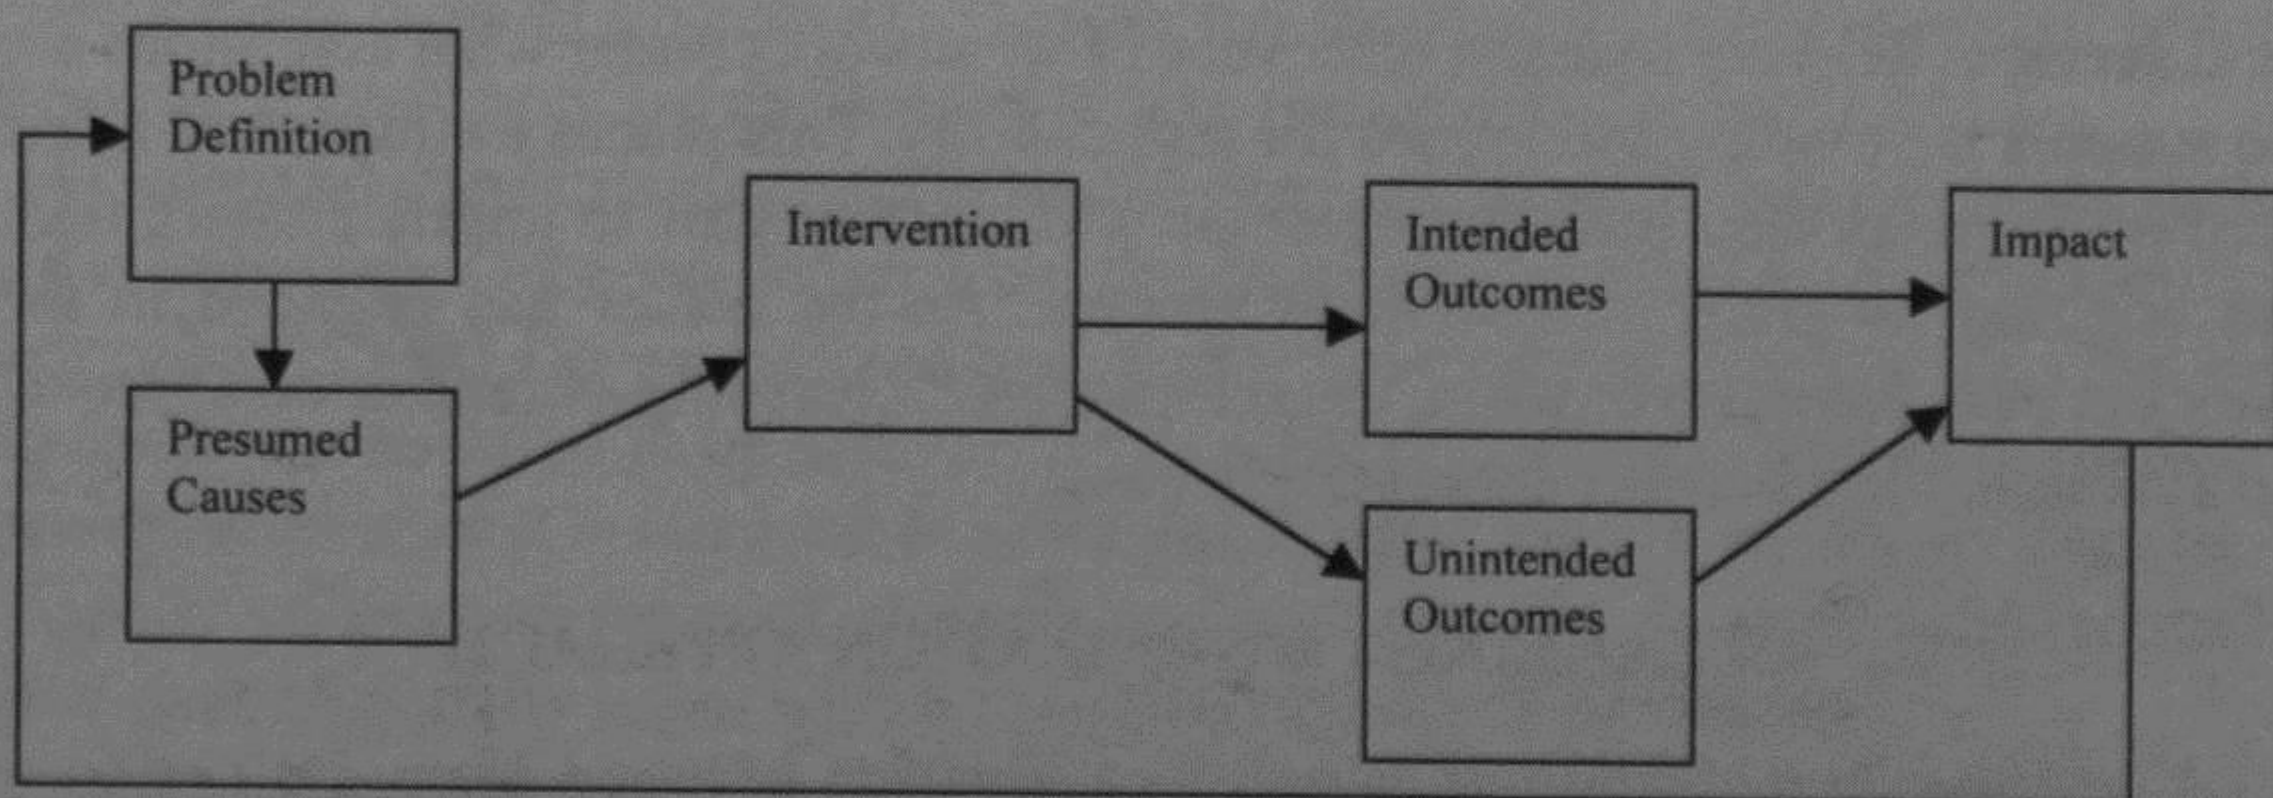 Problem
Definition
Presumed
Causes
Intervention
Intended
Outcomes
Unintended
Outcomes
Impact